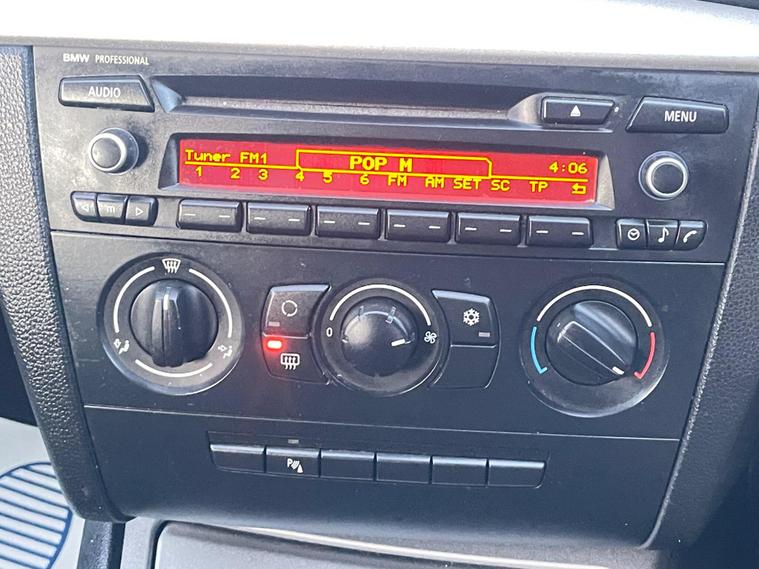 BMW PROFESSIONAL
AUDIO
MENU
Tuner FM1 POP M 4:06
1 2 3 4 5 6 FM AM SET SC TP
m
0
P